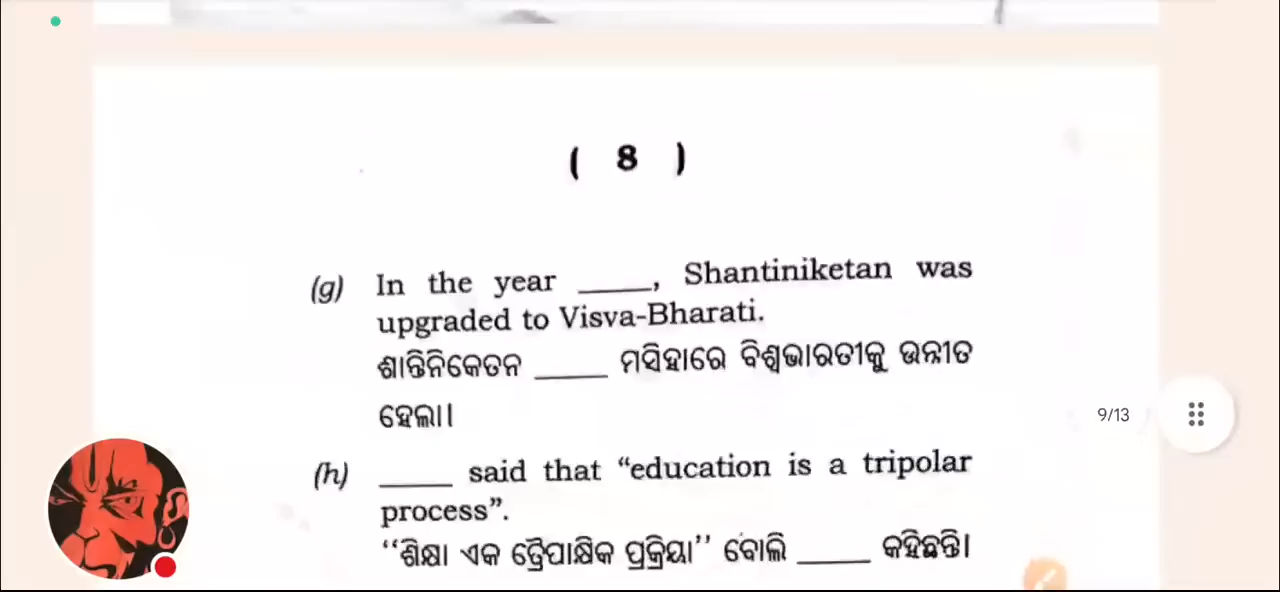 ( 8 )
(g) In the year _____, Shantiniketan was
upgraded to Visva-Bharati.
ଶାନ୍ତିନିକେତନ _____ ମସିହାରେ ବିଶ୍ୱଭାରତୀକୁ ଉନ୍ନୀତ
ହେଲା।
9/13
(h) _____ said that “education is a tripolar
process”.
‘‘ଶିକ୍ଷା ଏକ ତ୍ରୈପାକ୍ଷିକ ପ୍ରକ୍ରିୟା’’ ବୋଲି _____ କହିଛନ୍ତି।